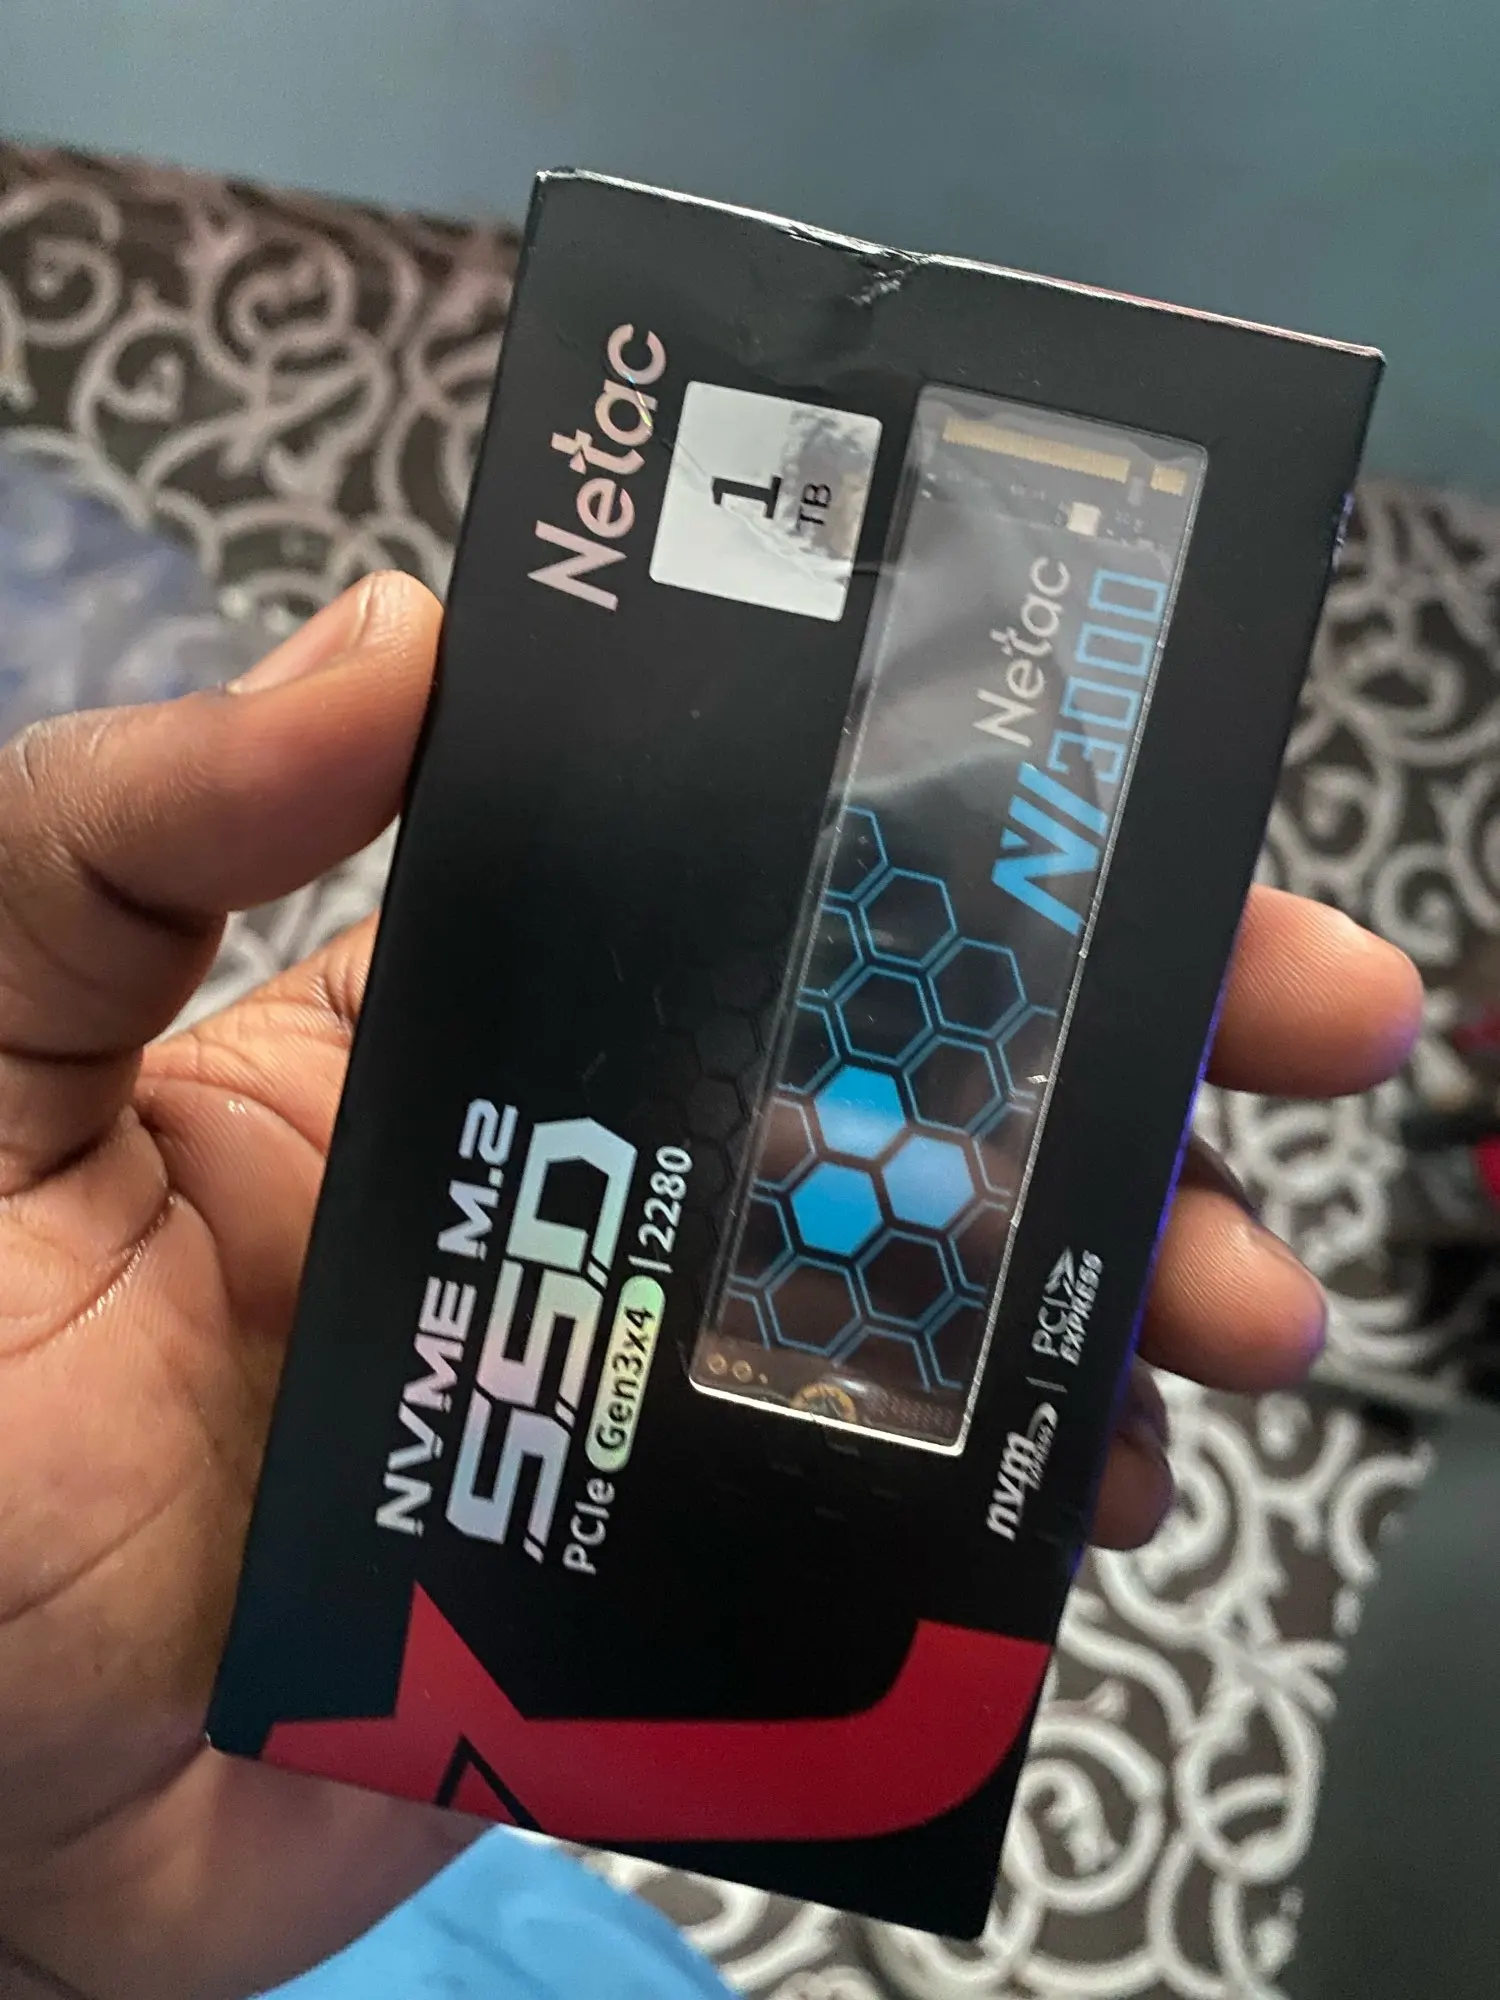 Netac
1
TB
Netac
NV3000
NVME M.2
SSD
PCIe Gen3x4 | 2280
nvm EXPRESS | PCI EXPRESS